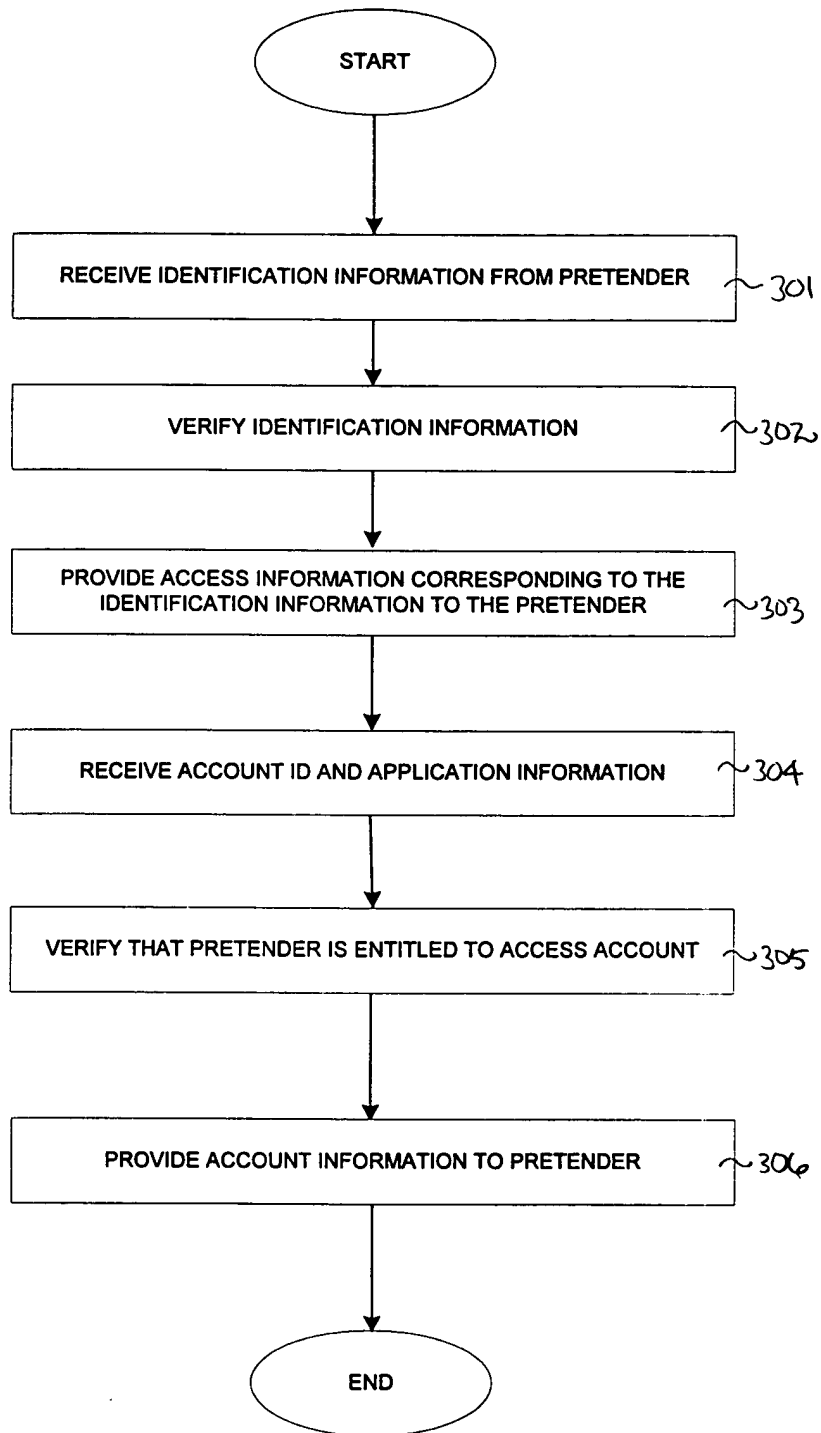 START
RECEIVE IDENTIFICATION INFORMATION FROM PRETENDER
301
VERIFY IDENTIFICATION INFORMATION
302
PROVIDE ACCESS INFORMATION CORRESPONDING TO THE
IDENTIFICATION INFORMATION TO THE PRETENDER
303
RECEIVE ACCOUNT ID AND APPLICATION INFORMATION
304
VERIFY THAT PRETENDER IS ENTITLED TO ACCESS ACCOUNT
305
PROVIDE ACCOUNT INFORMATION TO PRETENDER
306
END